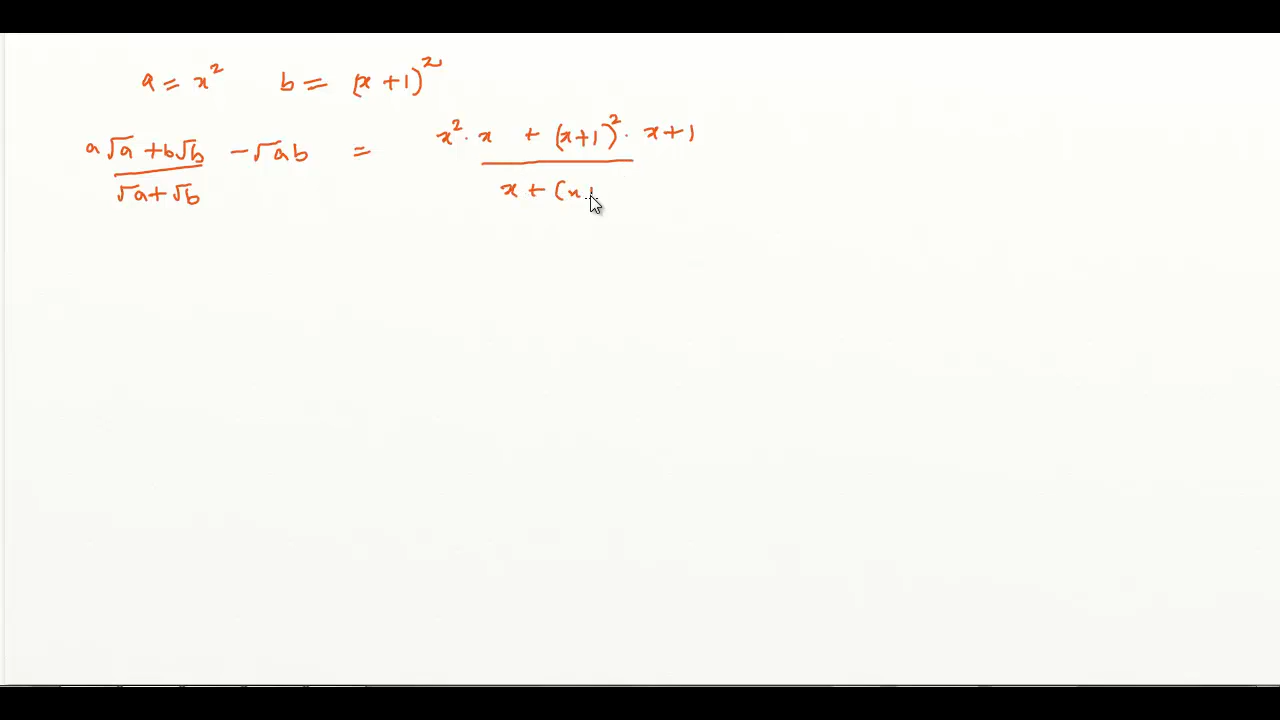 a = x² b = (x+1)²
x²·x + (x+1)²·x+1
a√a + b√b − √ab =
√a + √b x + (x